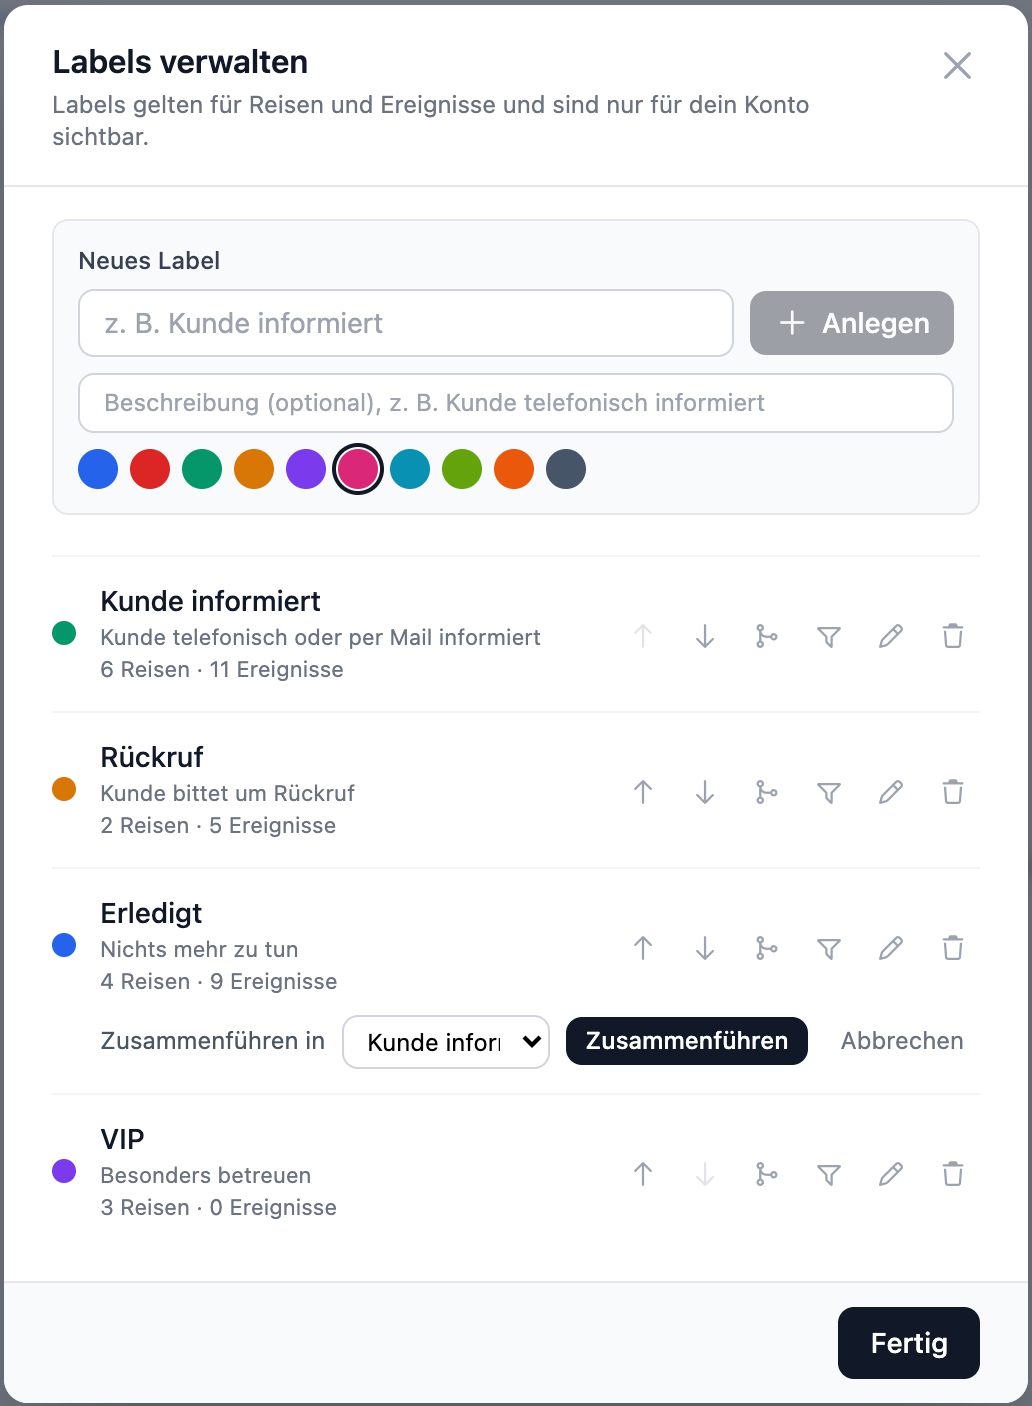 Labels verwalten
Labels gelten für Reisen und Ereignisse und sind nur für dein Konto
sichtbar.
Neues Label
z. B. Kunde informiert
Anlegen
Beschreibung (optional), z. B. Kunde telefonisch informiert
Kunde informiert
Kunde telefonisch oder per Mail informiert
6 Reisen · 11 Ereignisse
Rückruf
Kunde bittet um Rückruf
2 Reisen · 5 Ereignisse
Erledigt
Nichts mehr zu tun
4 Reisen · 9 Ereignisse
Zusammenführen in Kunde infor Zusammenführen Abbrechen
VIP
Besonders betreuen
3 Reisen · 0 Ereignisse
Fertig